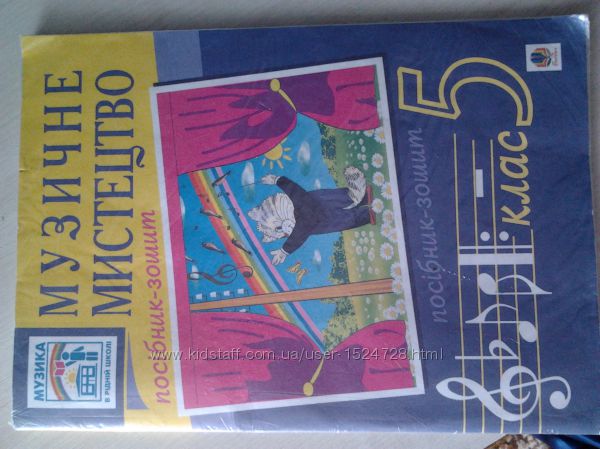 МУЗИЧНЕ
МИСТЕЦТВО
посібник-зошит
МУЗИКА
В РІДНІЙ ШКОЛІ
посібник-зошит
5
клас
www.kidstaff.com.ua/user-1524728.html